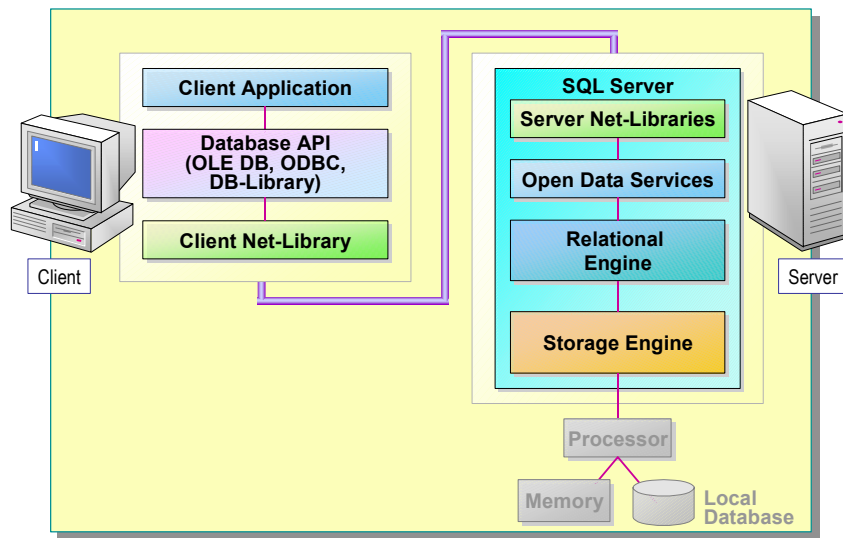 Client Application
Database API
(OLE DB, ODBC,
DB-Library)
Client Net-Library
Client
SQL Server
Server Net-Libraries
Open Data Services
Relational
Engine
Storage Engine
Server
Processor
Memory
Local
Database